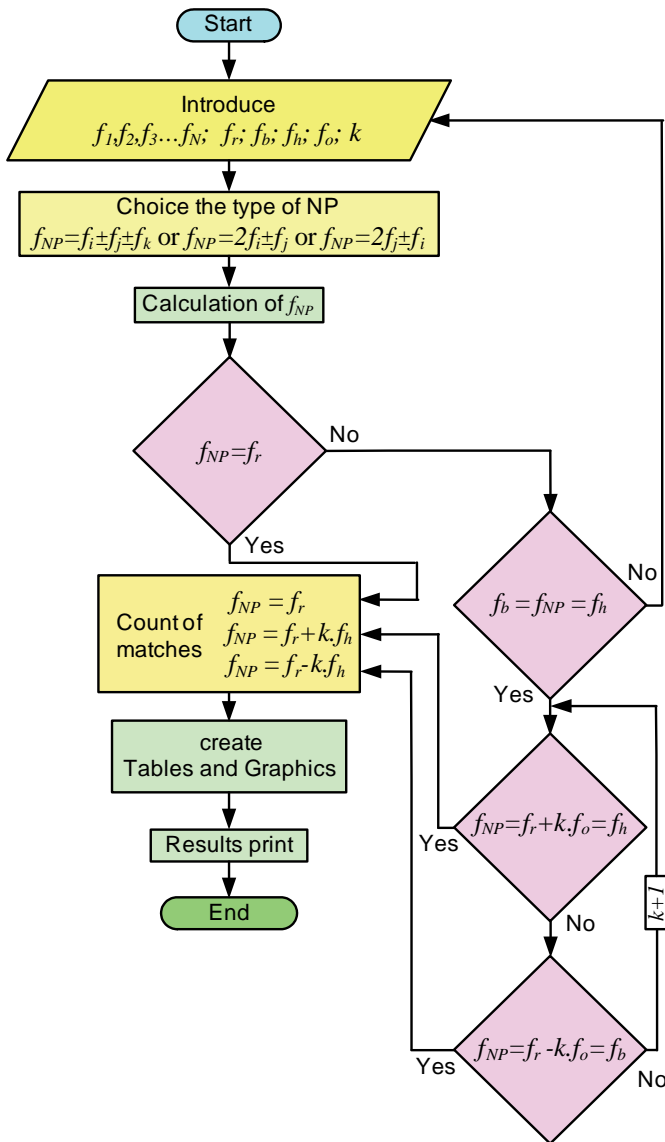 Start
Introduce
f1,f2,f3...fN; fr; fb; fh; fo; k
Choice the type of NP
fNP=fi±fj±fk or fNP=2fi±fj or fNP=2fj±fi
Calculation of fNP
fNP=fr
No
Yes
fb=fNP=fh
No
Yes
Count of
matches
fNP=fr
fNP=fr+k.fh
fNP=fr-k.fh
create
Tables and Graphics
fNP=fr+k.fo=fh
Yes
No
Results print
End
k+1
fNP=fr-k.fo=fb
Yes
No